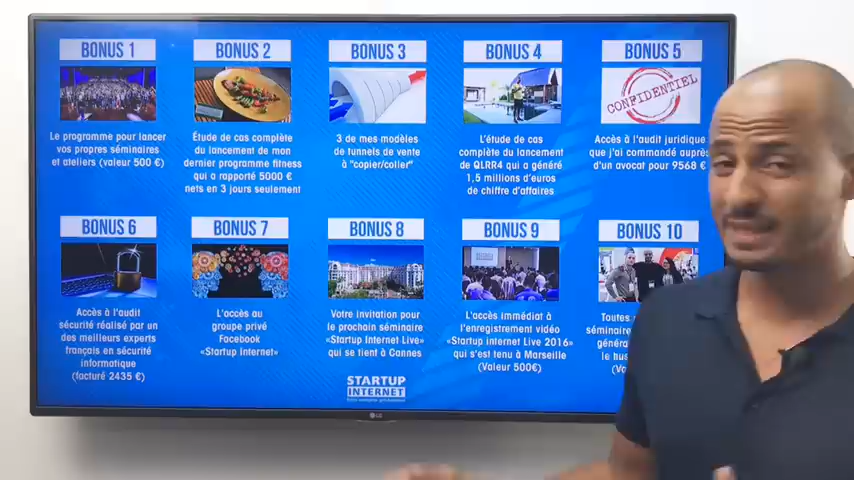 BONUS 1
Le programme pour lancer
vos propres séminaires
et ateliers (valeur 500 €)
BONUS 2
Étude de cas complète
du lancement de mon
dernier programme fitness
qui a rapporté 5000 €
nets en 3 jours seulement
BONUS 3
3 de mes modèles
de tunnels de vente
à "copier/coller"
BONUS 4
L'étude de cas
complète du lancement
de QLRR4 qui a généré
1,5 millions d'euros
de chiffre d'affaires
BONUS 5
CONFIDENTIEL
Accès à l'audit juridique
que j'ai commandé auprès
d'un avocat pour 9568 €
BONUS 6
Accès à l'audit
sécurité réalisé par un
des meilleurs experts
français en sécurité
informatique
(facturé 2435 €)
BONUS 7
L'accès au
groupe privé
Facebook
«Startup Internet»
BONUS 8
Votre invitation pour
le prochain séminaire
«Startup Internet Live»
qui se tient à Cannes
BONUS 9
L'accès immédiat à
l'enregistrement vidéo
«Startup internet Live 2016»
qui s'est tenu à Marseille
(Valeur 500€)
BONUS 10
Toutes
séminaire
généra
le hus
(Va
STARTUP
INTERNET
LG